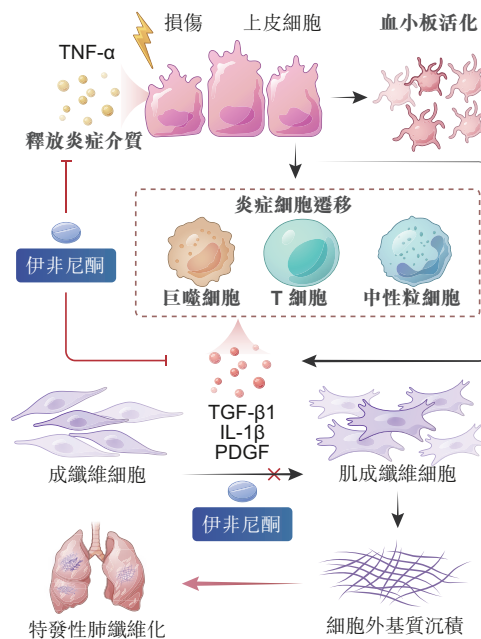 損傷
上皮細胞
血小板活化
TNF-α
釋放炎症介質
炎症細胞遷移
巨噬細胞
T 細胞
中性粒細胞
伊非尼酮
TGF-β1
IL-1β
PDGF
成纖維細胞
肌成纖維細胞
伊非尼酮
特發性肺纖維化
細胞外基質沉積